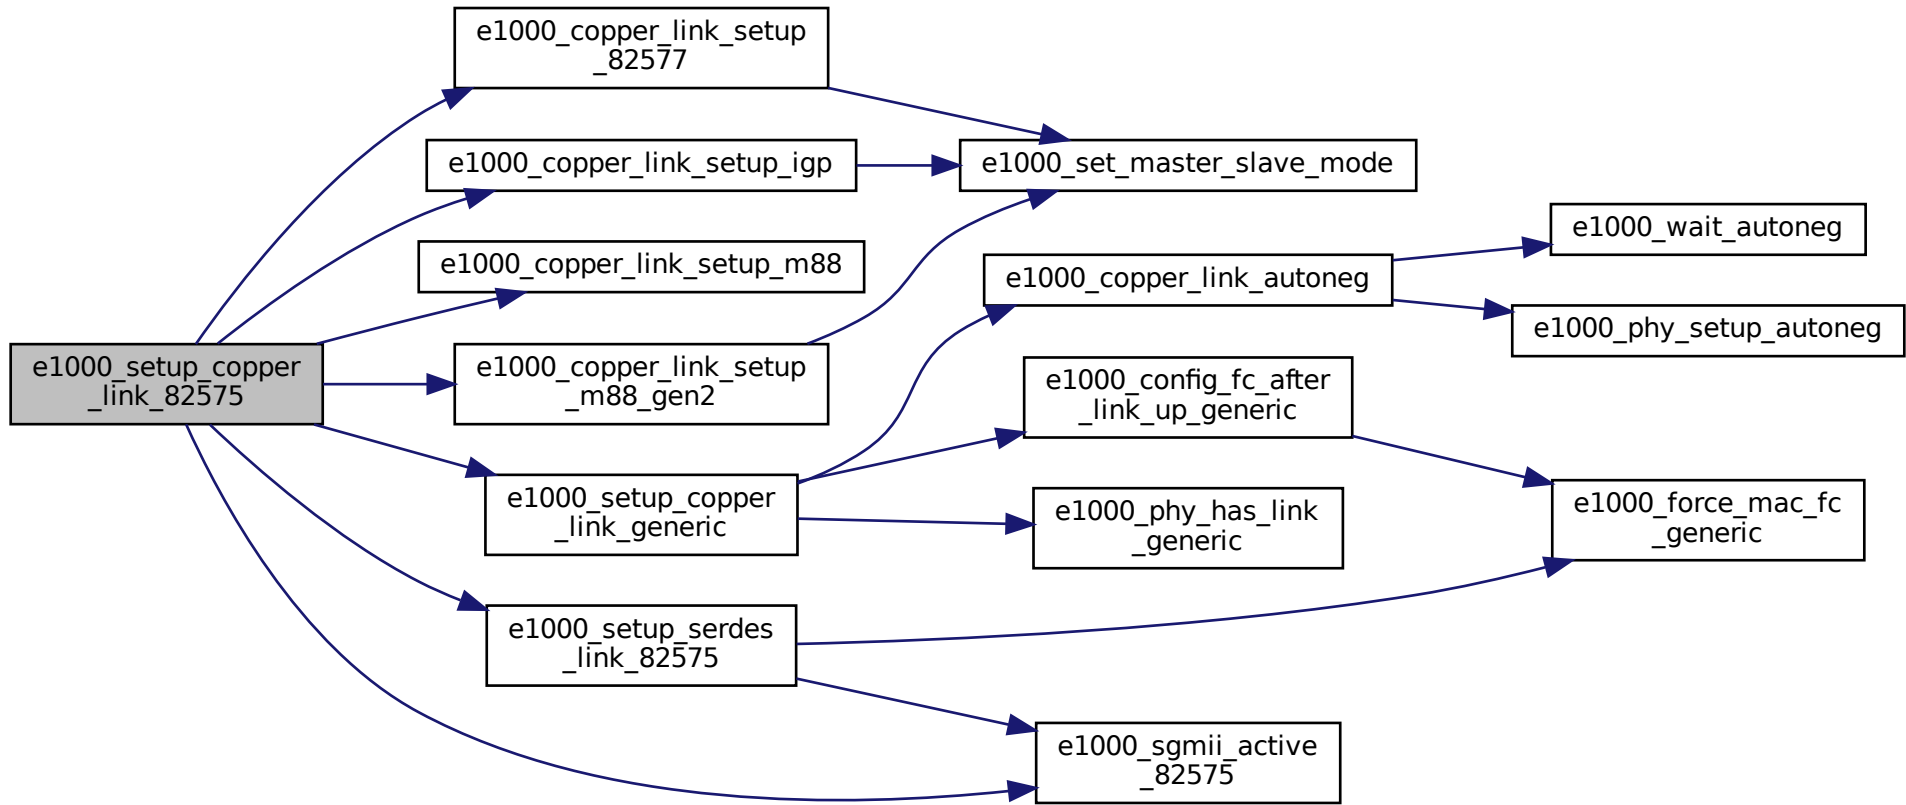 e1000_setup_copper
_link_82575
e1000_copper_link_setup
_82577
e1000_copper_link_setup_igp
e1000_copper_link_setup_m88
e1000_copper_link_setup
_m88_gen2
e1000_setup_copper
_link_generic
e1000_setup_serdes
_link_82575
e1000_set_master_slave_mode
e1000_copper_link_autoneg
e1000_config_fc_after
_link_up_generic
e1000_phy_has_link
_generic
e1000_sgmii_active
_82575
e1000_wait_autoneg
e1000_phy_setup_autoneg
e1000_force_mac_fc
_generic